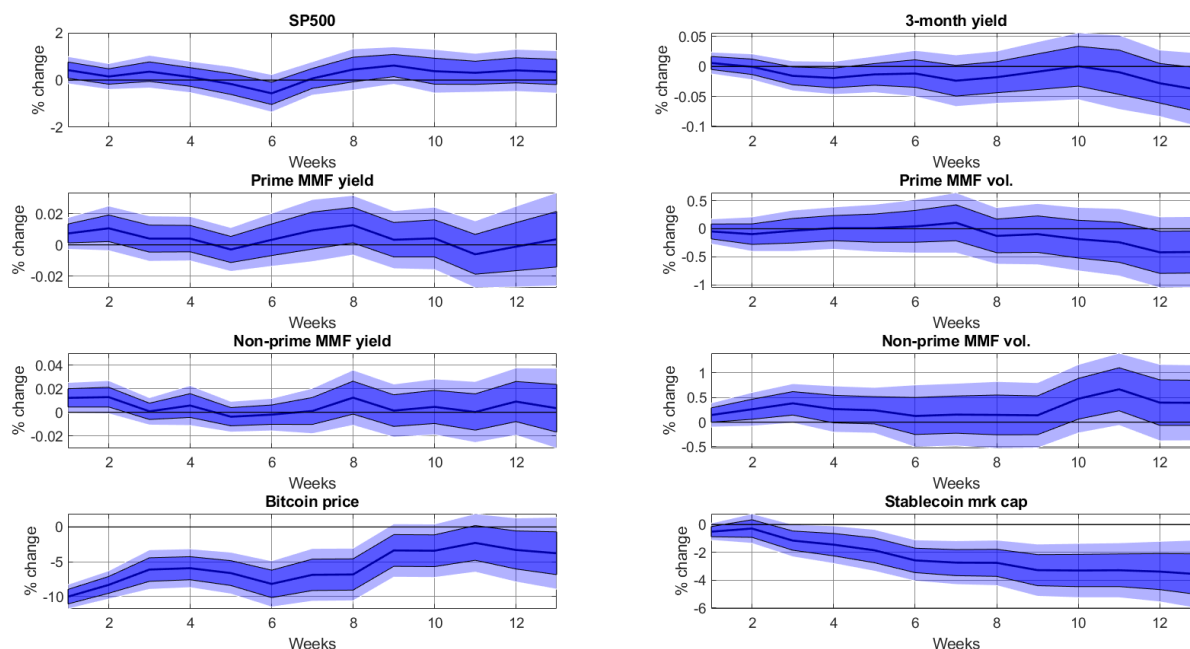 SP500
2
0
-2
% change
2 4 6 8 10 12
Weeks
3-month yield
0.05
0
-0.05
-0.1
% change
2 4 6 8 10 12
Weeks
Prime MMF yield
0.02
0
-0.02
% change
2 4 6 8 10 12
Weeks
Prime MMF vol.
0.5
0
-0.5
-1
% change
2 4 6 8 10 12
Weeks
Non-prime MMF yield
0.04
0.02
0
-0.02
% change
2 4 6 8 10 12
Weeks
Non-prime MMF vol.
1
0.5
0
-0.5
% change
2 4 6 8 10 12
Weeks
Bitcoin price
0
-5
-10
% change
2 4 6 8 10 12
Weeks
Stablecoin mrk cap
0
-2
-4
-6
% change
2 4 6 8 10 12
Weeks